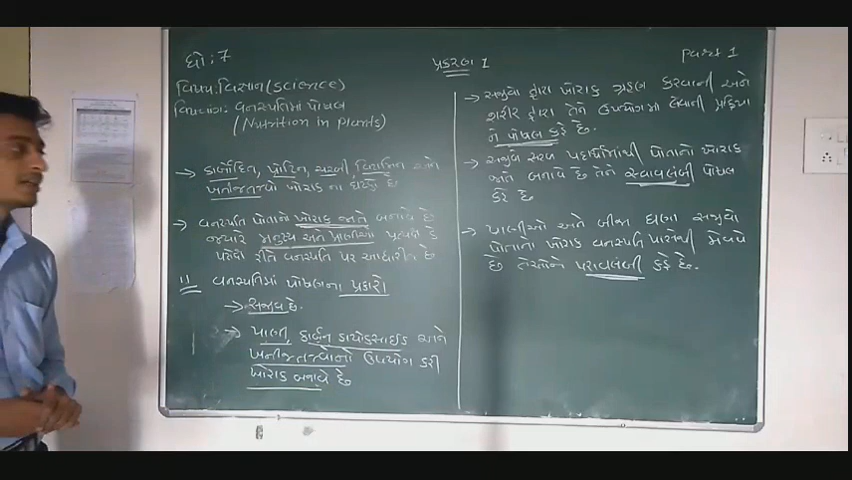 ધો: 7
પ્રકરણ 1
Part 1
વિષય: વિજ્ઞાન (Science)
વિષયાંગ: વનસ્પતિમાં પોષણ
(Nutrition in Plants)
→ કાર્બોદિત, પ્રોટિન, ચરબી, વિટામિન અને
ખનીજતત્વો ખોરાક ના ઘટકો છે
→ વનસ્પતિ પોતાનો ખોરાક જાતે બનાવે છે
જ્યારે મનુષ્ય અને પ્રાણીઓ પ્રત્યક્ષ કે
પરોક્ષ રીતે વનસ્પતિ પર આધારીત છે
વનસ્પતિમાં પોષણના પ્રકારો
→ સજીવ છે.
→ પાણી, કાર્બન ડાયોકસાઈડ અને
ખનીજતત્વોનો ઉપયોગ કરી
ખોરાક બનાવે છે
→ સજીવો દ્વારા ખોરાક ગ્રહણ કરવાની અને
શરીર દ્વારા તેને ઉપયોગમાં લેવાની પ્રક્રિયા
ને પોષણ કહે છે.
→ સજીવ સરળ પદાર્થોમાંથી પોતાનો ખોરાક
જાતે બનાવે છે તેને સ્વાવલંબી પોષણ
કહે છે
→ પ્રાણીઓ અને બીજા ઘણા સજીવો
પોતાનો ખોરાક વનસ્પતિ પાસેથી મેળવે
છે તેઓને પરાવલંબી કહે છે.